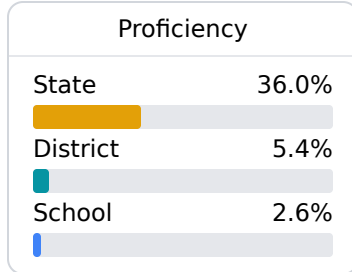 Proficiency
State 36.0%
District 5.4%
School 2.6%